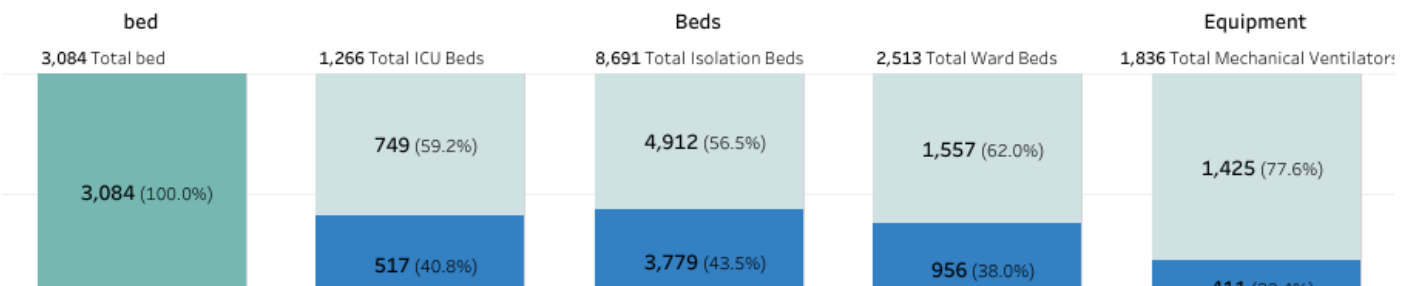 bed Beds Equipment
3,084 Total bed 1,266 Total ICU Beds 8,691 Total Isolation Beds 2,513 Total Ward Beds 1,836 Total Mechanical Ventilators
749 (59.2%) 4,912 (56.5%) 1,557 (62.0%) 1,425 (77.6%)
3,084 (100.0%)
517 (40.8%) 3,779 (43.5%) 956 (38.0%)